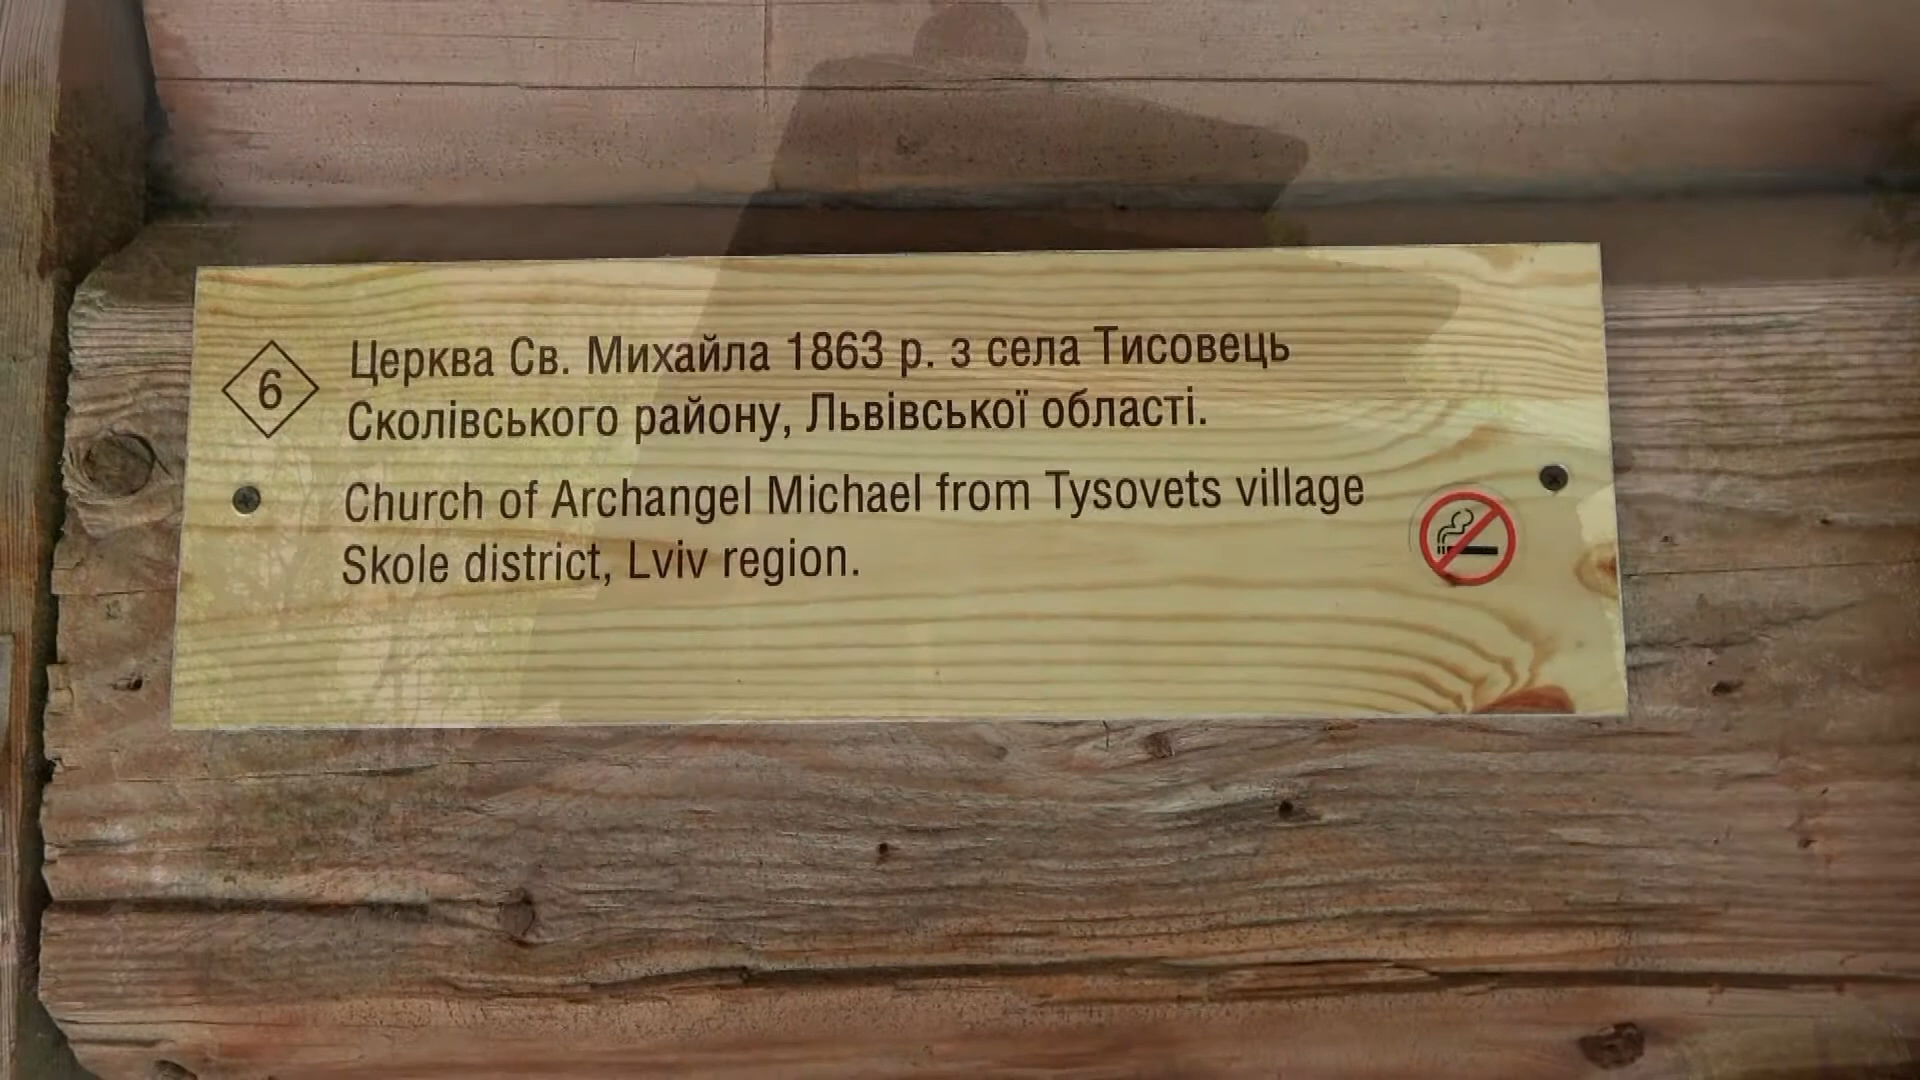 6
Церква Св. Михайла 1863 р. з села Тисовець
Сколівського району, Львівської області.
Church of Archangel Michael from Tysovets village
Skole district, Lviv region.